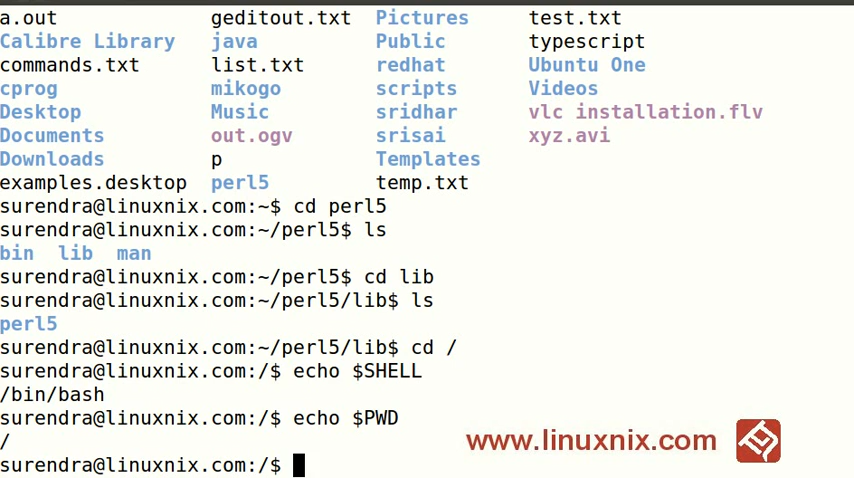 a.out geditout.txt Pictures test.txt
Calibre Library java Public typescript
commands.txt list.txt redhat Ubuntu One
cprog mikogo scripts Videos
Desktop Music sridhar vlc installation.flv
Documents out.ogv srisai xyz.avi
Downloads p Templates
examples.desktop perl5 temp.txt
surendra@linuxnix.com:~$ cd perl5
surendra@linuxnix.com:~/perl5$ ls
bin lib man
surendra@linuxnix.com:~/perl5$ cd lib
surendra@linuxnix.com:~/perl5/lib$ ls
perl5
surendra@linuxnix.com:~/perl5/lib$ cd /
surendra@linuxnix.com:/$ echo $SHELL
/bin/bash
surendra@linuxnix.com:/$ echo $PWD
/
surendra@linuxnix.com:/$
www.linuxnix.com